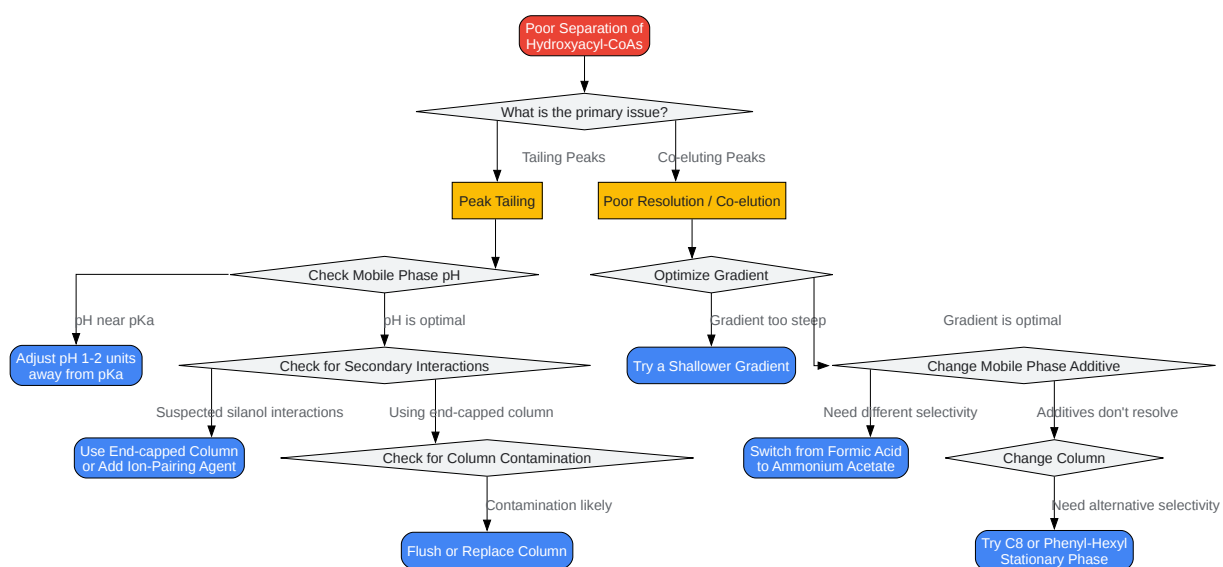 Poor Separation of
Hydroxyacyl-CoAs
What is the primary issue?
Tailing Peaks
Co-eluting Peaks
Peak Tailing
Poor Resolution / Co-elution
Check Mobile Phase pH
Optimize Gradient
pH near pKa
pH is optimal
Gradient too steep
Gradient is optimal
Adjust pH 1-2 units
away from pKa
Check for Secondary Interactions
Try a Shallower Gradient
Change Mobile Phase Additive
Suspected silanol interactions
Using end-capped column
Need different selectivity
Additives don't resolve
Use End-capped Column
or Add Ion-Pairing Agent
Check for Column Contamination
Switch from Formic Acid
to Ammonium Acetate
Change Column
Contamination likely
Need alternative selectivity
Flush or Replace Column
Try C8 or Phenyl-Hexyl
Stationary Phase